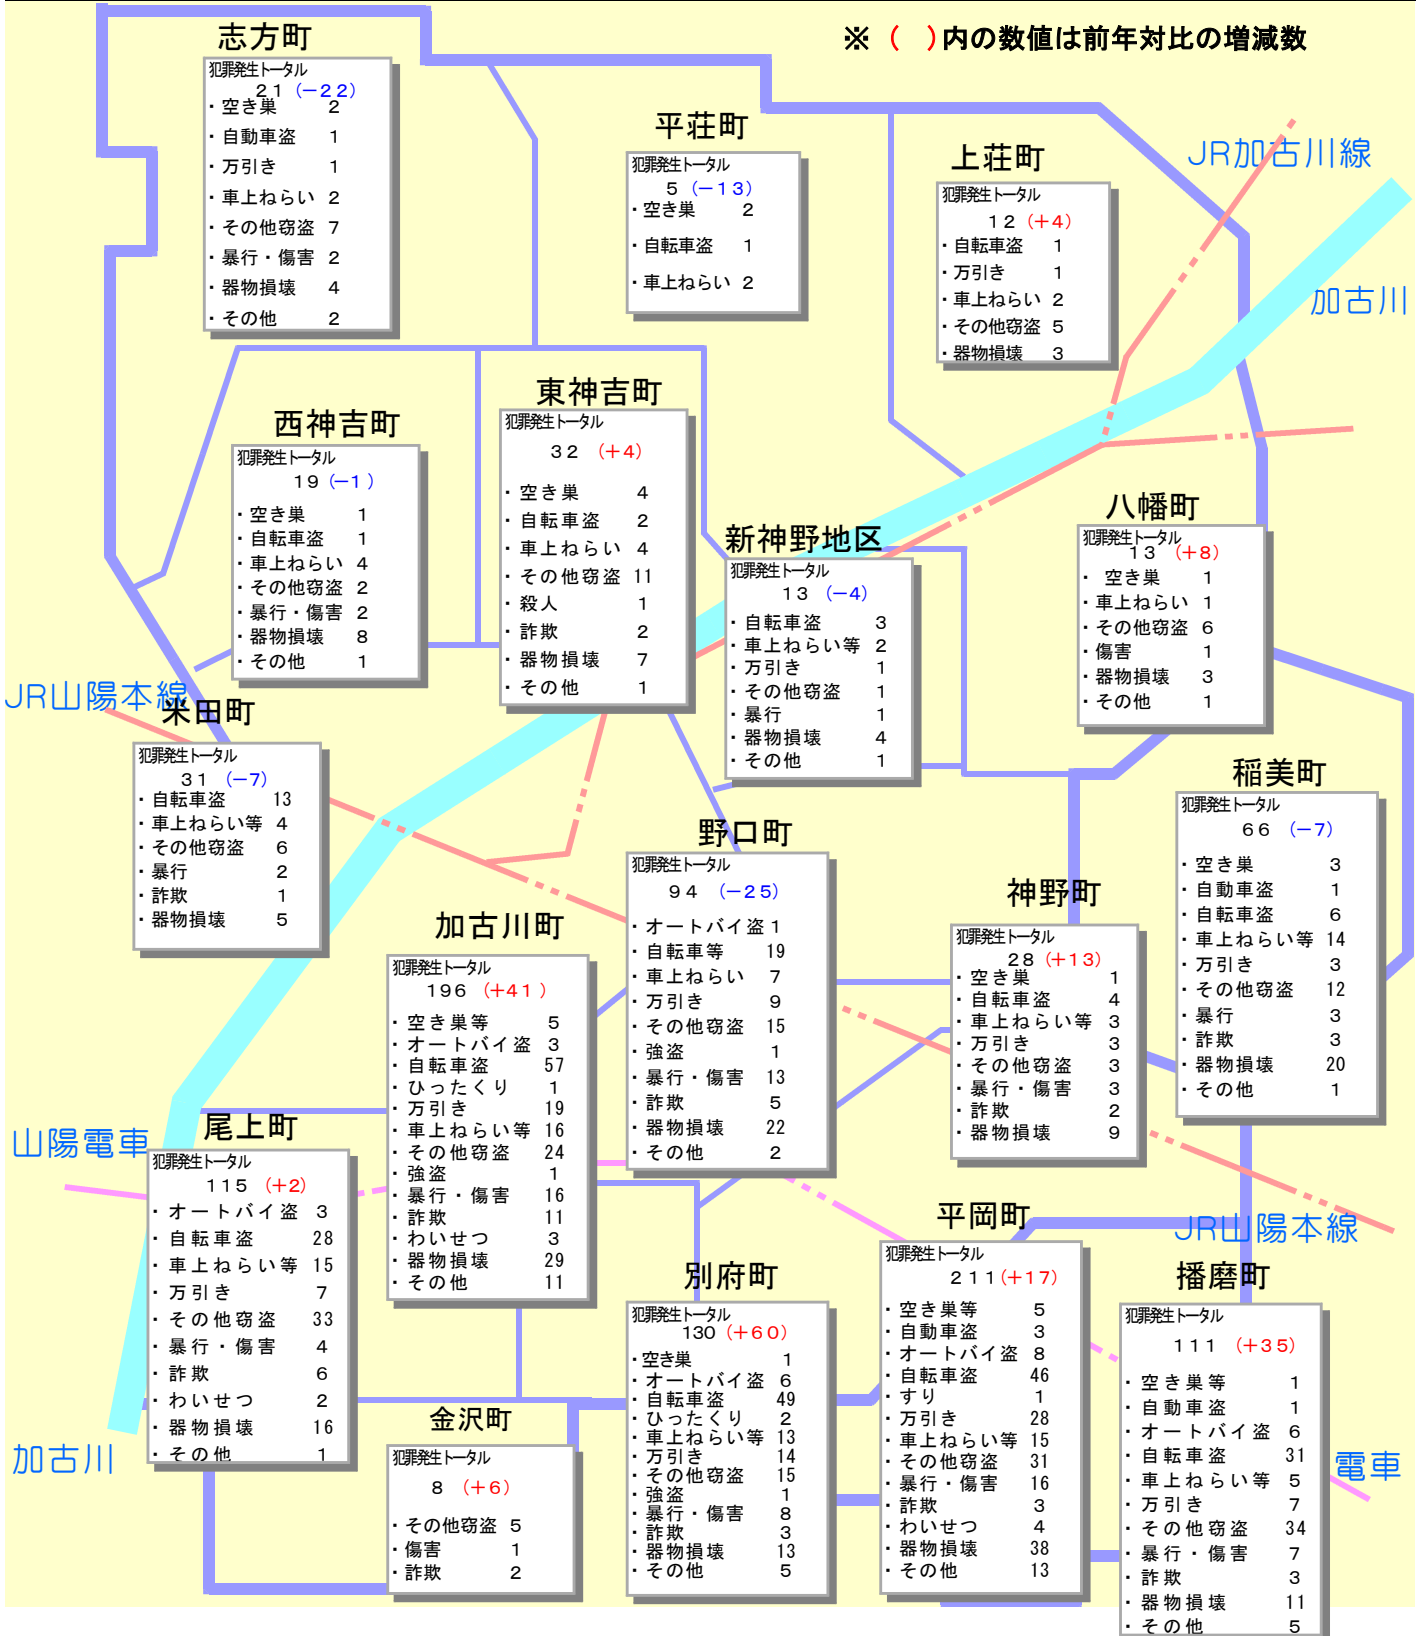 ※（　）内の数値は前年対比の増減数
志方町
犯罪発生トータル
21（－22）
・空き巣 2
・自動車盗 1
・万引き 1
・車上ねらい 2
・その他窃盗 7
・暴行・傷害 2
・器物損壊 4
・その他 2
平荘町
犯罪発生トータル
5（－13）
・空き巣 2
・自転車盗 1
・車上ねらい 2
上荘町
犯罪発生トータル
12（＋4）
・自転車盗 1
・万引き 1
・車上ねらい 2
・その他窃盗 5
・器物損壊 3
JR加古川線
加古川
西神吉町
犯罪発生トータル
19（－1）
・空き巣 1
・自転車盗 1
・車上ねらい 4
・その他窃盗 2
・暴行・傷害 2
・器物損壊 8
・その他 1
東神吉町
犯罪発生トータル
32（＋4）
・空き巣 4
・自転車盗 2
・車上ねらい 4
・その他窃盗 11
・殺人 1
・詐欺 2
・器物損壊 7
・その他 1
新神野地区
犯罪発生トータル
13（－4）
・自転車盗 3
・車上ねらい等 2
・万引き 1
・その他窃盗 1
・暴行 1
・器物損壊 4
・その他 1
八幡町
犯罪発生トータル
13（＋8）
・空き巣 1
・車上ねらい 1
・その他窃盗 6
・傷害 1
・器物損壊 3
・その他 1
JR山陽本線
米田町
犯罪発生トータル
31（－7）
・自転車盗 13
・車上ねらい等 4
・その他窃盗 6
・暴行 2
・詐欺 1
・器物損壊 5
稲美町
犯罪発生トータル
66（－7）
・空き巣 3
・自動車盗 1
・自転車盗 6
・車上ねらい等 14
・万引き 3
・その他窃盗 12
・暴行 3
・詐欺 3
・器物損壊 20
・その他 1
野口町
犯罪発生トータル
94（－25）
・オートバイ盗 1
・自転車等 19
・車上ねらい 7
・万引き 9
・その他窃盗 15
・強盗 1
・暴行・傷害 13
・詐欺 5
・器物損壊 22
・その他 2
神野町
犯罪発生トータル
28（＋13）
・空き巣 1
・自転車盗 4
・車上ねらい等 3
・万引き 3
・その他窃盗 3
・暴行・傷害 3
・詐欺 2
・器物損壊 9
加古川町
犯罪発生トータル
196（＋41）
・空き巣等 5
・オートバイ盗 3
・自転車盗 57
・ひったくり 1
・万引き 19
・車上ねらい等 16
・その他窃盗 24
・強盗 1
・暴行・傷害 16
・詐欺 11
・わいせつ 3
・器物損壊 29
・その他 11
山陽電車
尾上町
犯罪発生トータル
115（＋2）
・オートバイ盗 3
・自転車盗 28
・車上ねらい等 15
・万引き 7
・その他窃盗 33
・暴行・傷害 4
・詐欺 6
・わいせつ 2
・器物損壊 16
・その他 1
加古川
金沢町
犯罪発生トータル
8（＋6）
・その他窃盗 5
・傷害 1
・詐欺 2
別府町
犯罪発生トータル
130（＋60）
・空き巣 1
・オートバイ盗 6
・自転車盗 49
・ひったくり 2
・車上ねらい等 13
・万引き 14
・その他窃盗 15
・強盗 1
・暴行・傷害 8
・詐欺 3
・器物損壊 13
・その他 5
平岡町
犯罪発生トータル
211（＋17）
・空き巣等 5
・自動車盗 3
・オートバイ盗 8
・自転車盗 46
・すり 1
・万引き 28
・車上ねらい等 15
・その他窃盗 31
・暴行・傷害 16
・詐欺 3
・わいせつ 4
・器物損壊 38
・その他 13
JR山陽本線
播磨町
犯罪発生トータル
111（＋35）
・空き巣等 1
・自動車盗 1
・オートバイ盗 6
・自転車盗 31
・車上ねらい等 5
・万引き 7
・その他窃盗 34
・暴行・傷害 7
・詐欺 3
・器物損壊 11
・その他 5
電車